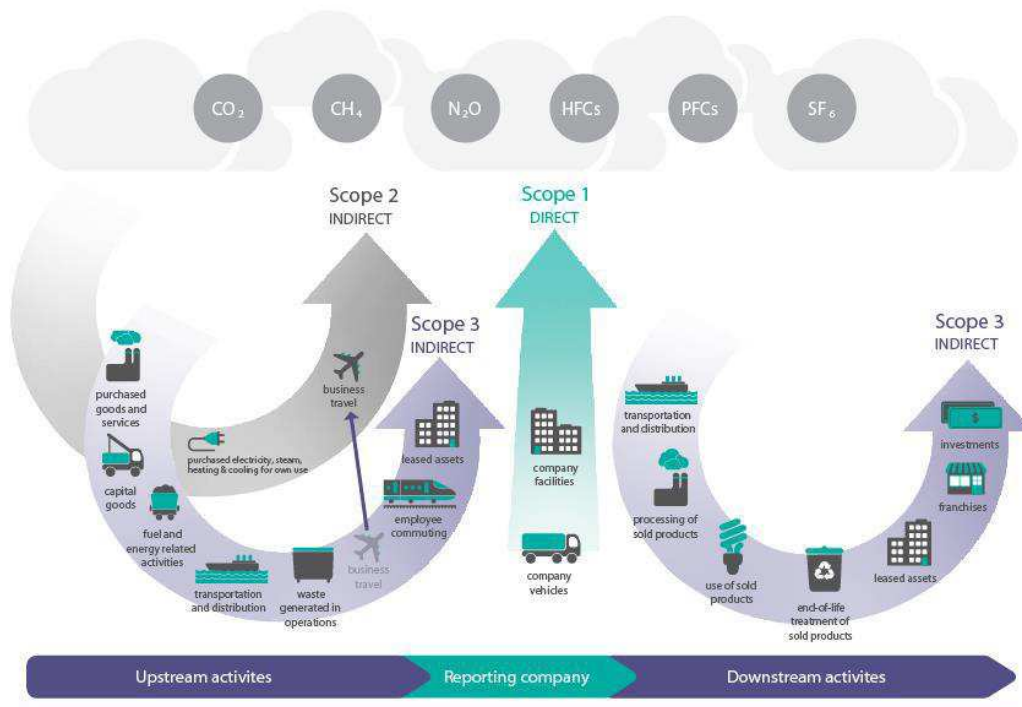 CO₂
CH₄
N₂O
HFCs
PFCs
SF₆
Scope 2
INDIRECT
Scope 1
DIRECT
Scope 3
INDIRECT
Scope 3
INDIRECT
purchased
goods and
services
capital
goods
fuel and
energy related
activities
transportation
and distribution
waste
generated in
operations
business
travel
employee
commuting
leased assets
purchased electricity, steam,
heating & cooling for own use
business
travel
company
facilities
company
vehicles
transportation
and distribution
processing of
sold products
use of sold
products
end-of-life
treatment of
sold products
leased assets
franchises
$
investments
Upstream activites
Reporting company
Downstream activites